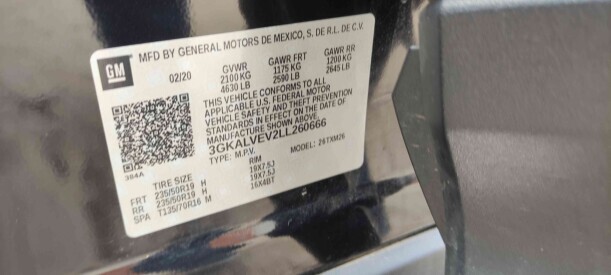 MFD BY GENERAL MOTORS DE MEXICO, S. DE R.L. DE C.V.
GM
02/20
GVWR GAWR FRT GAWR RR
2100 KG 1175 KG 1200 KG
4630 LB 2590 LB 2645 LB
THIS VEHICLE CONFORMS TO ALL
APPLICABLE U.S. FEDERAL MOTOR
VEHICLE SAFETY AND THEFT PREVENTION
STANDARDS IN EFFECT ON THE DATE
OF MANUFACTURE SHOWN ABOVE.
3GKALVEV2LL260666
TYPE: M.P.V. MODEL: 26TXM26
384A
TIRE SIZE RIM
FRT 235/50R19 H 19X7.5J
RR 235/50R19 H 19X7.5J
SPA T135/70R16 M 16X4BT